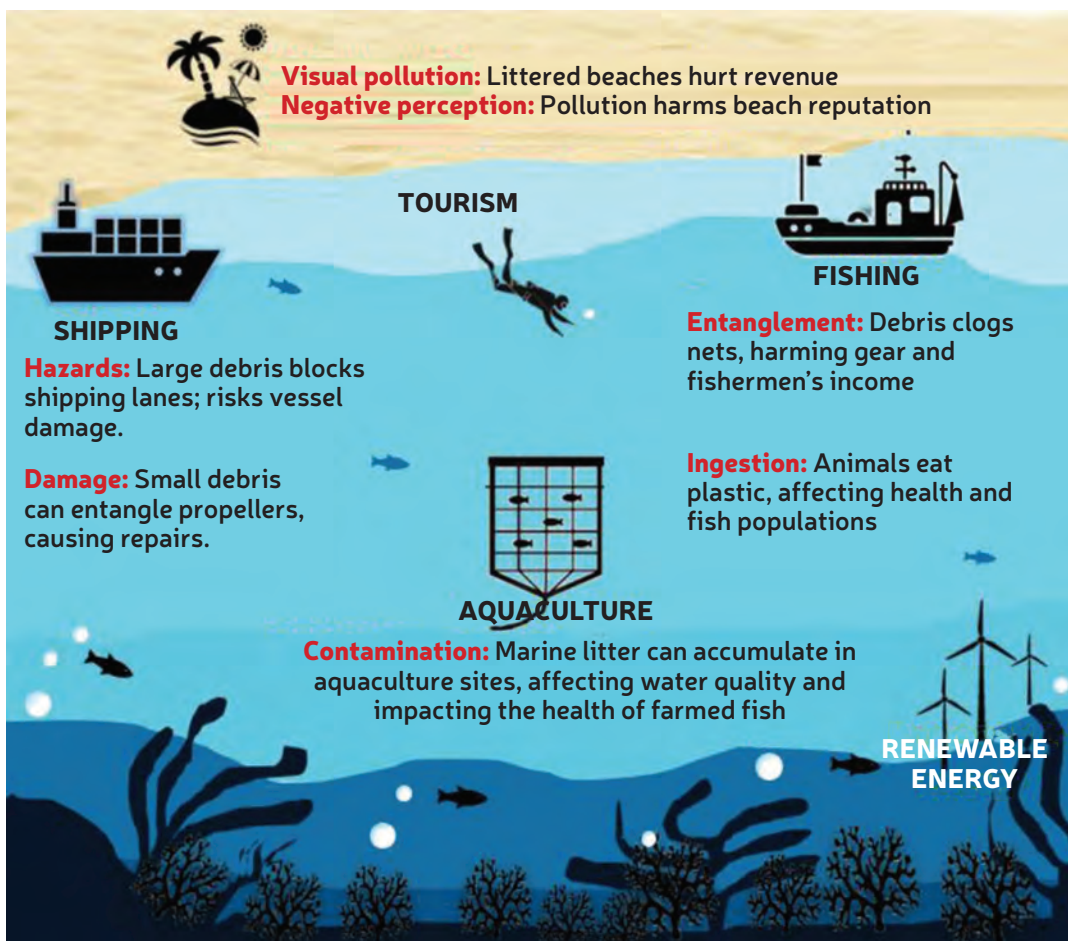 Visual pollution: Littered beaches hurt revenue
Negative perception: Pollution harms beach reputation
TOURISM
SHIPPING
Hazards: Large debris blocks
shipping lanes; risks vessel
damage.
Damage: Small debris
can entangle propellers,
causing repairs.
FISHING
Entanglement: Debris clogs
nets, harming gear and
fishermen’s income
Ingestion: Animals eat
plastic, affecting health and
fish populations
AQUACULTURE
Contamination: Marine litter can accumulate in
aquaculture sites, affecting water quality and
impacting the health of farmed fish
RENEWABLE
ENERGY